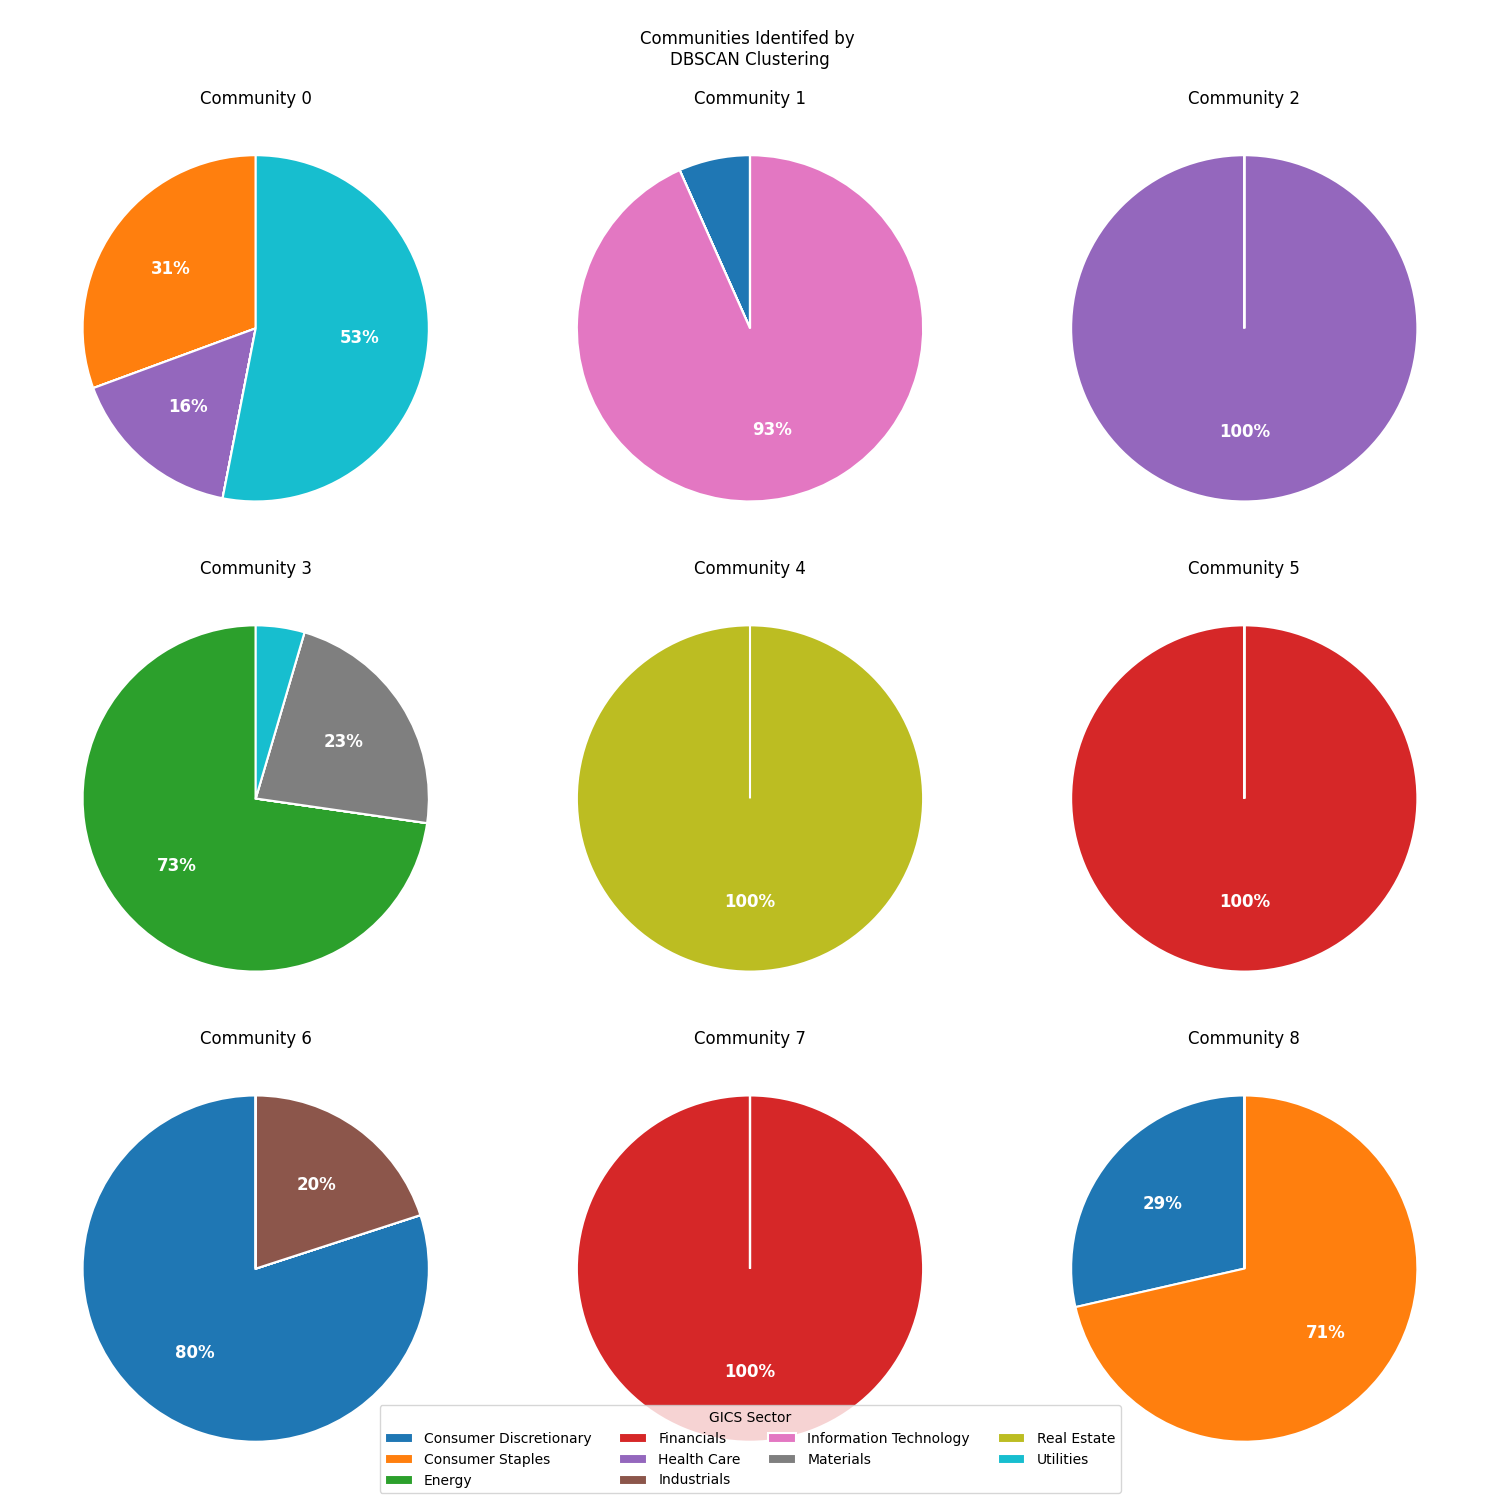 Communities Identifed by
DBSCAN Clustering
Community 0
Community 1
Community 2
31%
53%
16%
93%
100%
Community 3
Community 4
Community 5
23%
73%
100%
100%
Community 6
Community 7
Community 8
20%
29%
80%
100%
71%
GICS Sector
Consumer Discretionary
Consumer Staples
Energy
Financials
Health Care
Industrials
Information Technology
Materials
Real Estate
Utilities